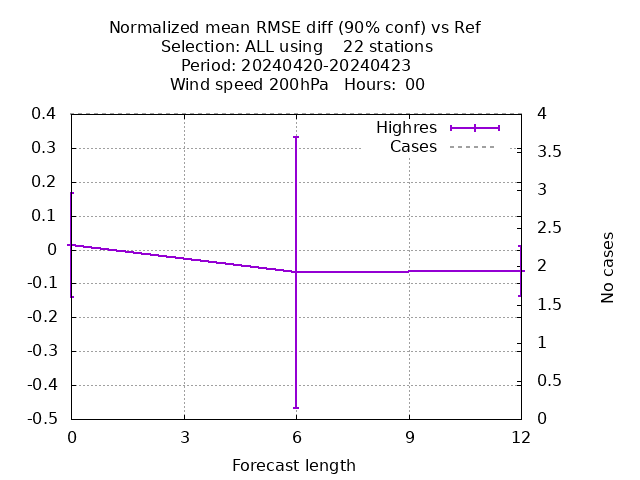 Normalized mean RMSE diff (90% conf) vs Ref
Selection: ALL using    22 stations
Period: 20240420-20240423
Wind speed 200hPa   Hours:  00
Highres
Cases
0.4
0.3
0.2
0.1
0
-0.1
-0.2
-0.3
-0.4
-0.5
4
3.5
3
2.5
2
1.5
1
0.5
0
No cases
0 3 6 9 12
Forecast length